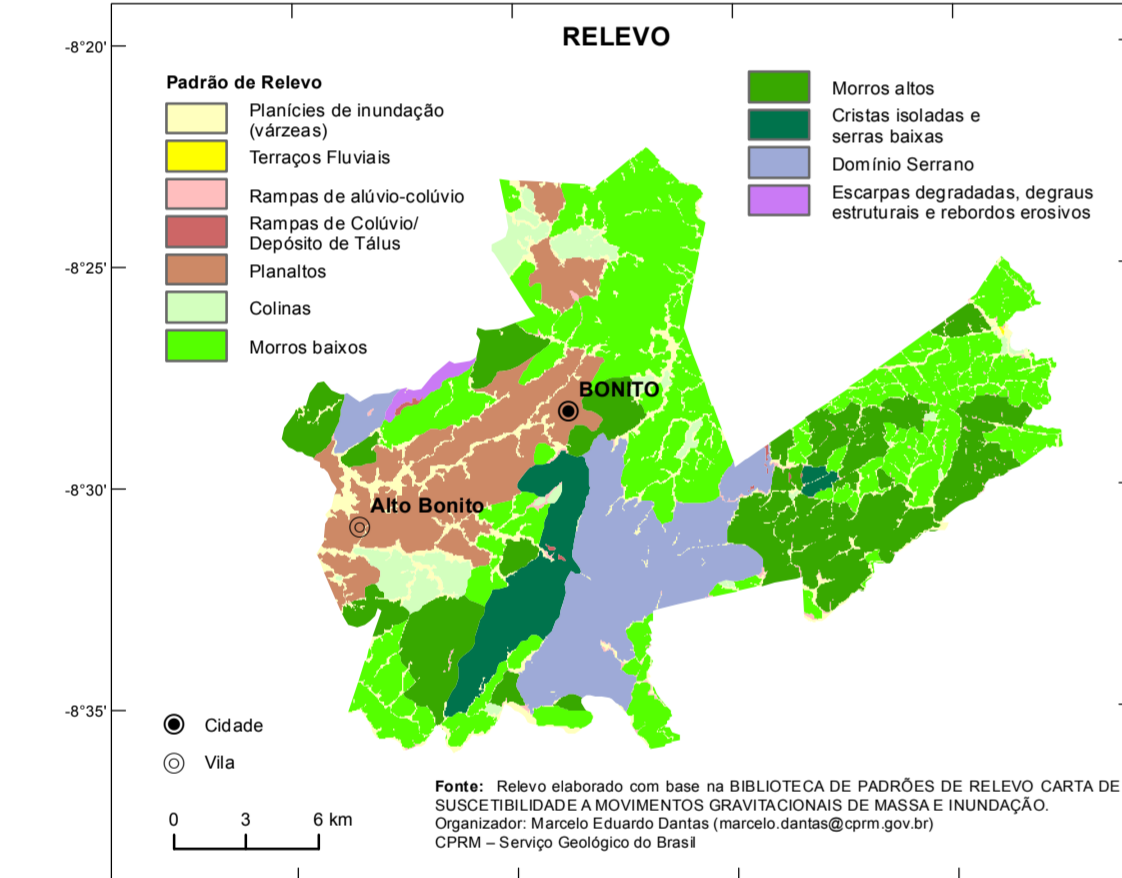 RELEVO
-8°20'
-8°25'
-8°30'
-8°35'
Padrão de Relevo
Planícies de inundação
(várzeas)
Terraços Fluviais
Rampas de alúvio-colúvio
Rampas de Colúvio/
Depósito de Tálus
Planaltos
Colinas
Morros baixos
Morros altos
Cristas isoladas e
serras baixas
Domínio Serrano
Escarpas degradadas, degraus
estruturais e rebordos erosivos
BONITO
Alto Bonito
Cidade
Vila
0 3 6 km
Fonte: Relevo elaborado com base na BIBLIOTECA DE PADRÕES DE RELEVO CARTA DE
SUSCETIBILIDADE A MOVIMENTOS GRAVITACIONAIS DE MASSA E INUNDAÇÃO.
Organizador: Marcelo Eduardo Dantas (marcelo.dantas@cprm.gov.br)
CPRM – Serviço Geológico do Brasil